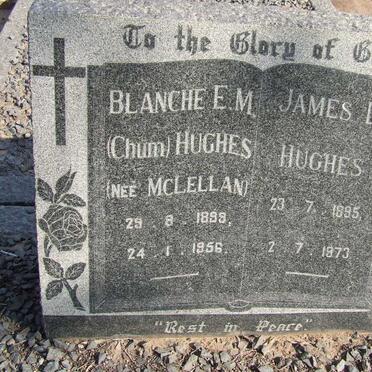 To the Glory of G
BLANCHE E.M.
(Chum) HUGHES
(NEE McLELLAN)
29 . 8 . 1898,
24 . 1 . 1956.
JAMES
HUGHES
23 . 7 . 1895,
2 . 7 . 1973
"Rest in Peace."